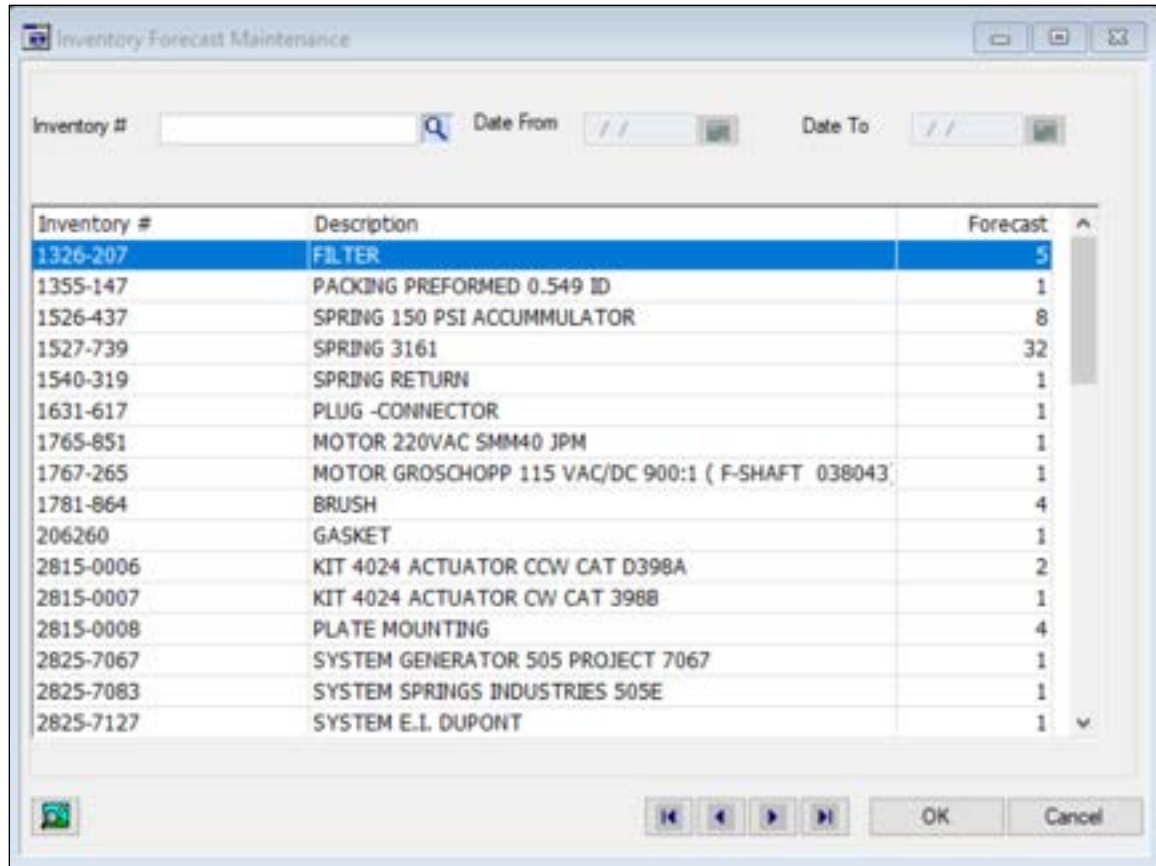 Inventory Forecast Maintenance
Inventory # Date From / / Date To / /
Inventory # Description Forecast
1326-207 FILTER 5
1355-147 PACKING PREFORMED 0.549 ID 1
1526-437 SPRING 150 PSI ACCUMMULATOR 8
1527-739 SPRING 3161 32
1540-319 SPRING RETURN 1
1631-617 PLUG -CONNECTOR 1
1765-851 MOTOR 220VAC SMM40 JPM 1
1767-265 MOTOR GROSCHOPP 115 VAC/DC 900:1 ( F-SHAFT 038043) 1
1781-864 BRUSH 4
206260 GASKET 1
2815-0006 KIT 4024 ACTUATOR CCW CAT D398A 2
2815-0007 KIT 4024 ACTUATOR CW CAT 398B 1
2815-0008 PLATE MOUNTING 4
2825-7067 SYSTEM GENERATOR 505 PROJECT 7067 1
2825-7083 SYSTEM SPRINGS INDUSTRIES 505E 1
2825-7127 SYSTEM E.I. DUPONT 1
OK Cancel